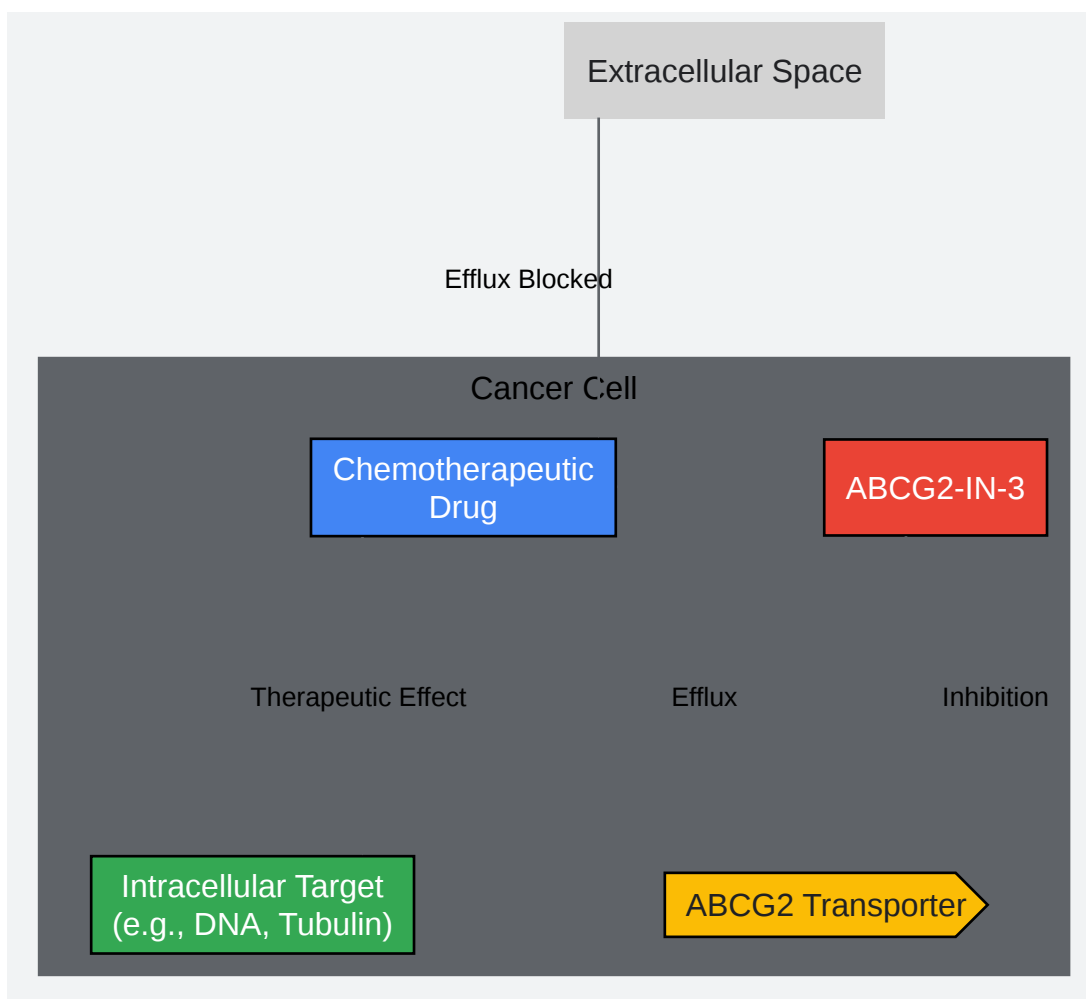 Extracellular Space
Efflux Blocked
Cancer Cell
Chemotherapeutic
Drug
ABCG2-IN-3
Therapeutic Effect
Efflux
Inhibition
Intracellular Target
(e.g., DNA, Tubulin)
ABCG2 Transporter